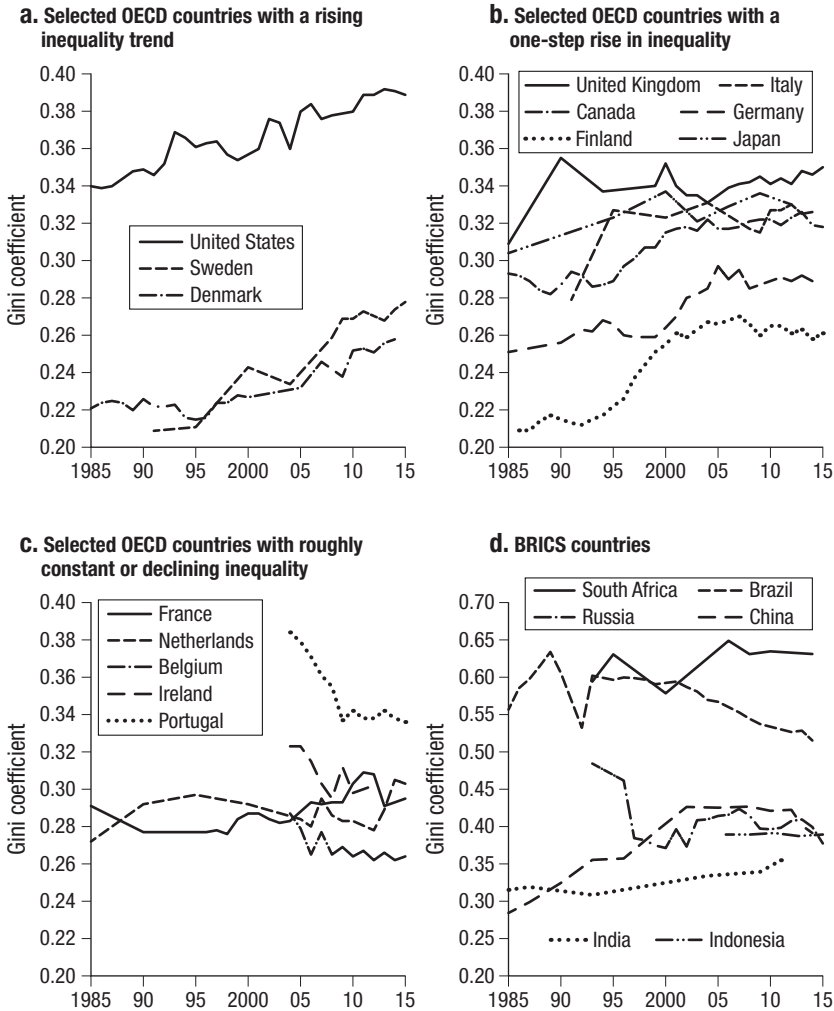 a. Selected OECD countries with a rising
inequality trend
0.40
0.38
0.36
0.34
0.32
0.30
0.28
0.26
0.24
0.22
0.20
Gini coefficient
United States
Sweden
Denmark
1985 90 95 2000 05 10 15
b. Selected OECD countries with a
one-step rise in inequality
0.40
0.38
0.36
0.34
0.32
0.30
0.28
0.26
0.24
0.22
0.20
Gini coefficient
United Kingdom Italy
Canada Germany
Finland Japan
1985 90 95 2000 05 10 15
c. Selected OECD countries with roughly
constant or declining inequality
0.40
0.38
0.36
0.34
0.32
0.30
0.28
0.26
0.24
0.22
0.20
Gini coefficient
France
Netherlands
Belgium
Ireland
Portugal
1985 90 95 2000 05 10 15
d. BRICS countries
0.70
0.65
0.60
0.55
0.50
0.45
0.40
0.35
0.30
0.25
0.20
Gini coefficient
South Africa Brazil
Russia China
India Indonesia
1985 90 95 2000 05 10 15